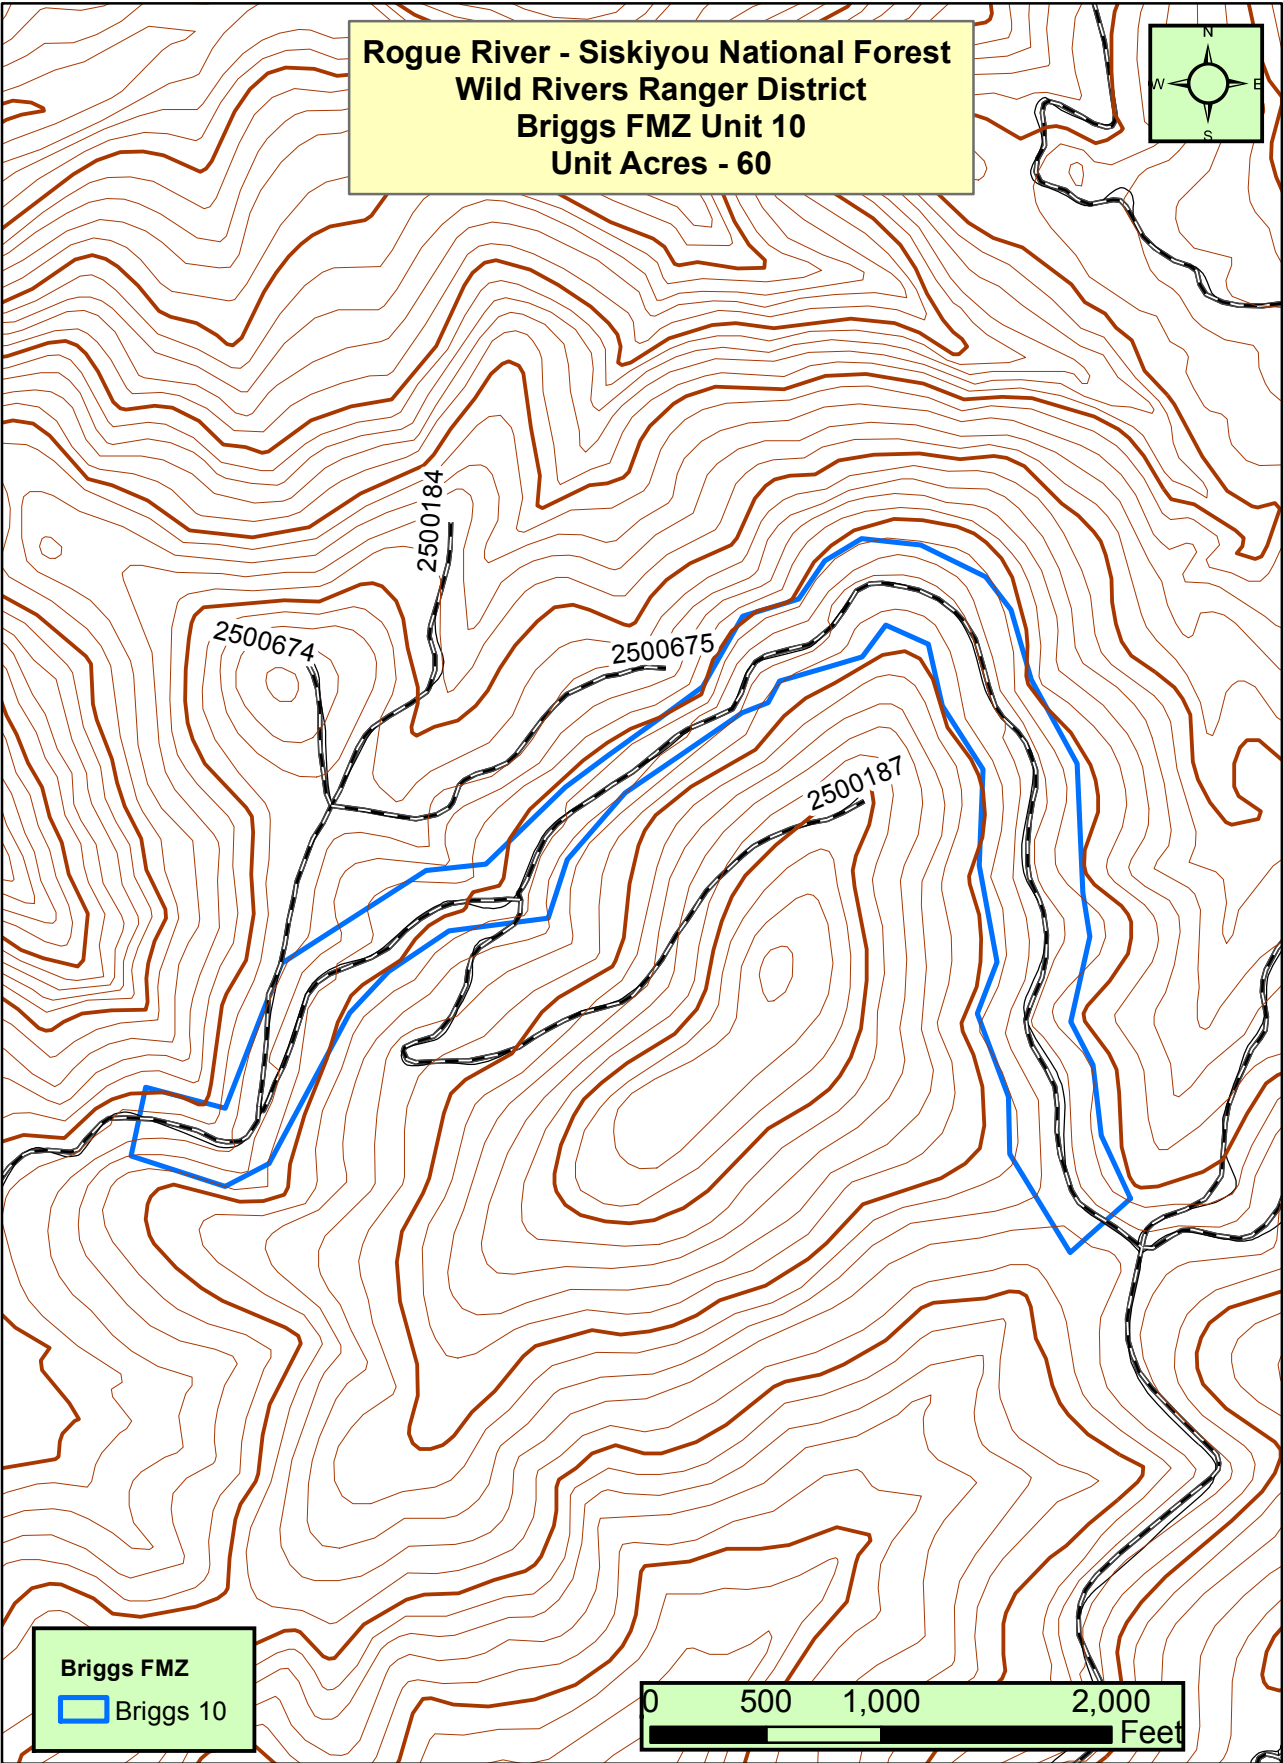 Rogue River - Siskiyou National Forest
Wild Rivers Ranger District
Briggs FMZ Unit 10
Unit Acres - 60
N
W E
S
2500184
2500674
2500675
2500187
Briggs FMZ
Briggs 10
0 500 1,000 2,000
Feet